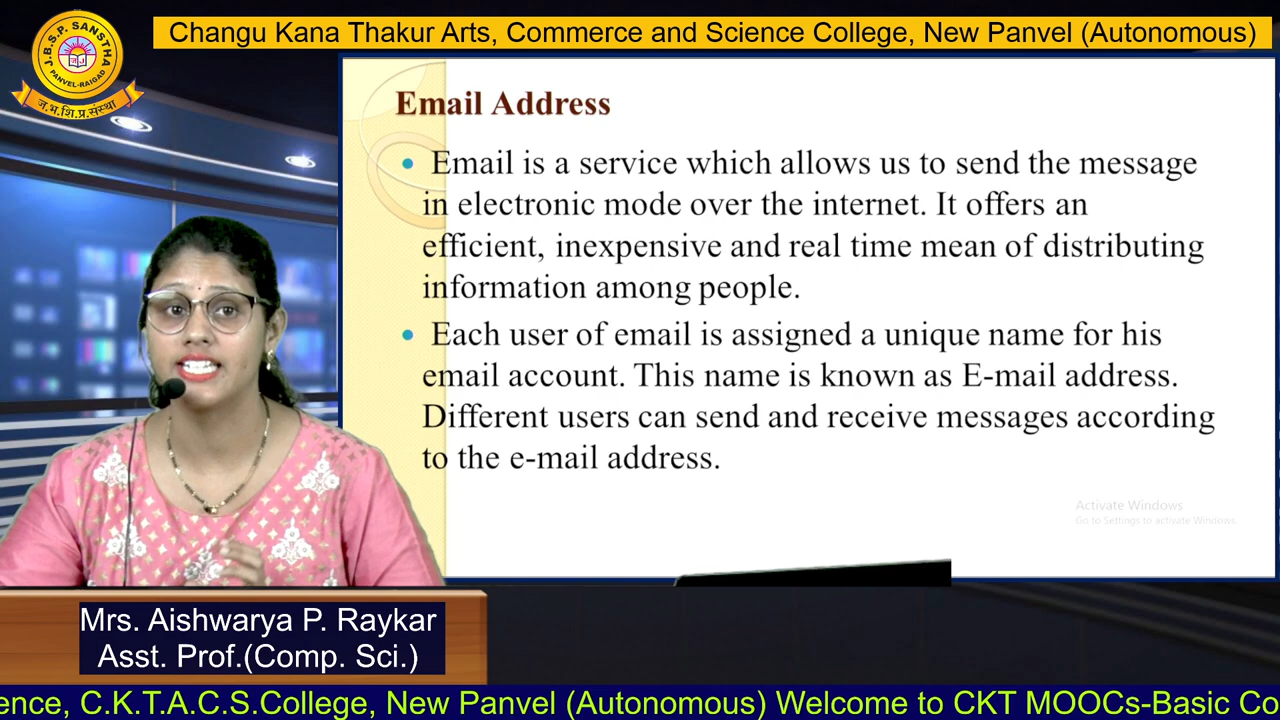 Changu Kana Thakur Arts, Commerce and Science College, New Panvel (Autonomous)
J.B.S.P. SANSTHA
PANVEL-RAIGAD
ज.भ.शि.प्र.संस्था
Email Address
Email is a service which allows us to send the message
in electronic mode over the internet. It offers an
efficient, inexpensive and real time mean of distributing
information among people.
Each user of email is assigned a unique name for his
email account. This name is known as E-mail address.
Different users can send and receive messages according
to the e-mail address.
Activate Windows
Go to Settings to activate Windows.
Mrs. Aishwarya P. Raykar
Asst. Prof.(Comp. Sci.)
ence, C.K.T.A.C.S.College, New Panvel (Autonomous) Welcome to CKT MOOCs-Basic Co